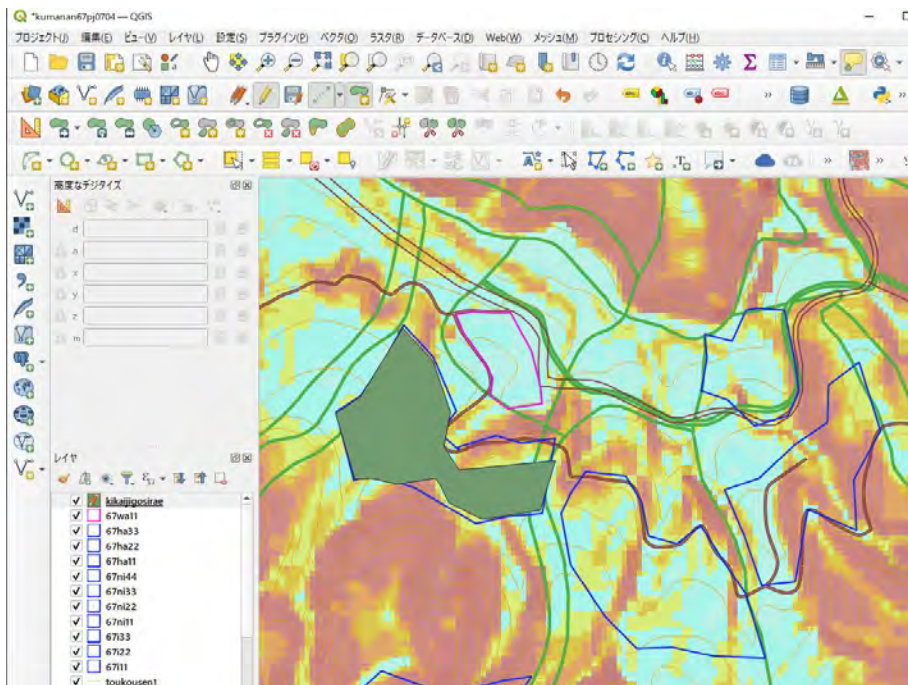 *kumanan67pj0704 — QGIS
プロジェクト(J) 編集(E) ビュー(V) レイヤ(L) 設定(S) プラグイン(P) ベクタ(O) ラスタ(R) データベース(D) Web(W) メッシュ(M) プロセシング(C) ヘルプ(H)
高度なデジタイズ
d
a
x
y
z
m
レイヤ
kikaijigosirae
67wa11
67ha33
67ha22
67ha11
67ni44
67ni33
67ni22
67ni11
67i33
67i22
67i11
toukousen1